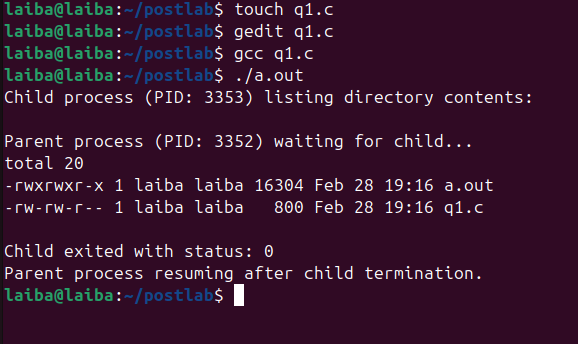 laiba@laiba:~/postlab$ touch q1.c
laiba@laiba:~/postlab$ gedit q1.c
laiba@laiba:~/postlab$ gcc q1.c
laiba@laiba:~/postlab$ ./a.out
Child process (PID: 3353) listing directory contents:
Parent process (PID: 3352) waiting for child...
total 20
-rwxrwxr-x 1 laiba laiba 16304 Feb 28 19:16 a.out
-rw-rw-r-- 1 laiba laiba   800 Feb 28 19:16 q1.c
Child exited with status: 0
Parent process resuming after child termination.
laiba@laiba:~/postlab$